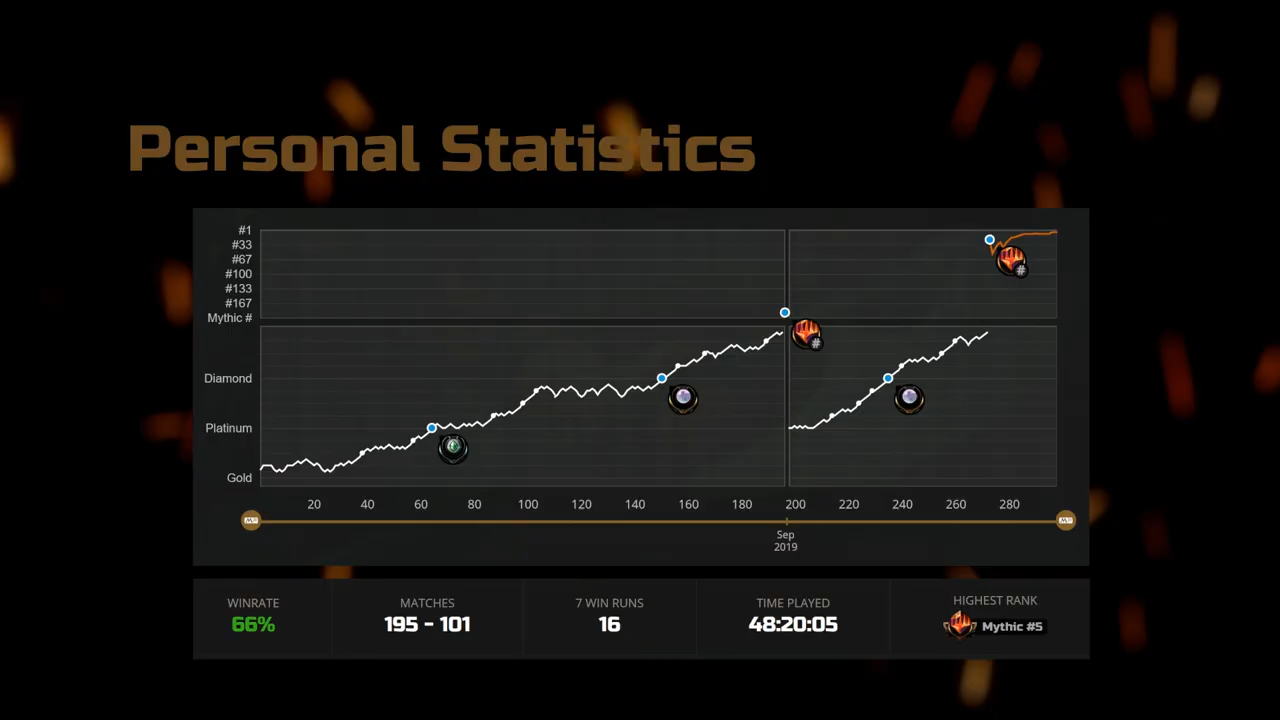 Personal Statistics
#1
#33
#67
#100
#133
#167
Mythic #
Diamond
Platinum
Gold
#
#
20 40 60 80 100 120 140 160 180 200 220 240 260 280
Sep
2019
WINRATE MATCHES 7 WIN RUNS TIME PLAYED HIGHEST RANK
66% 195 - 101 16 48:20:05 Mythic #5